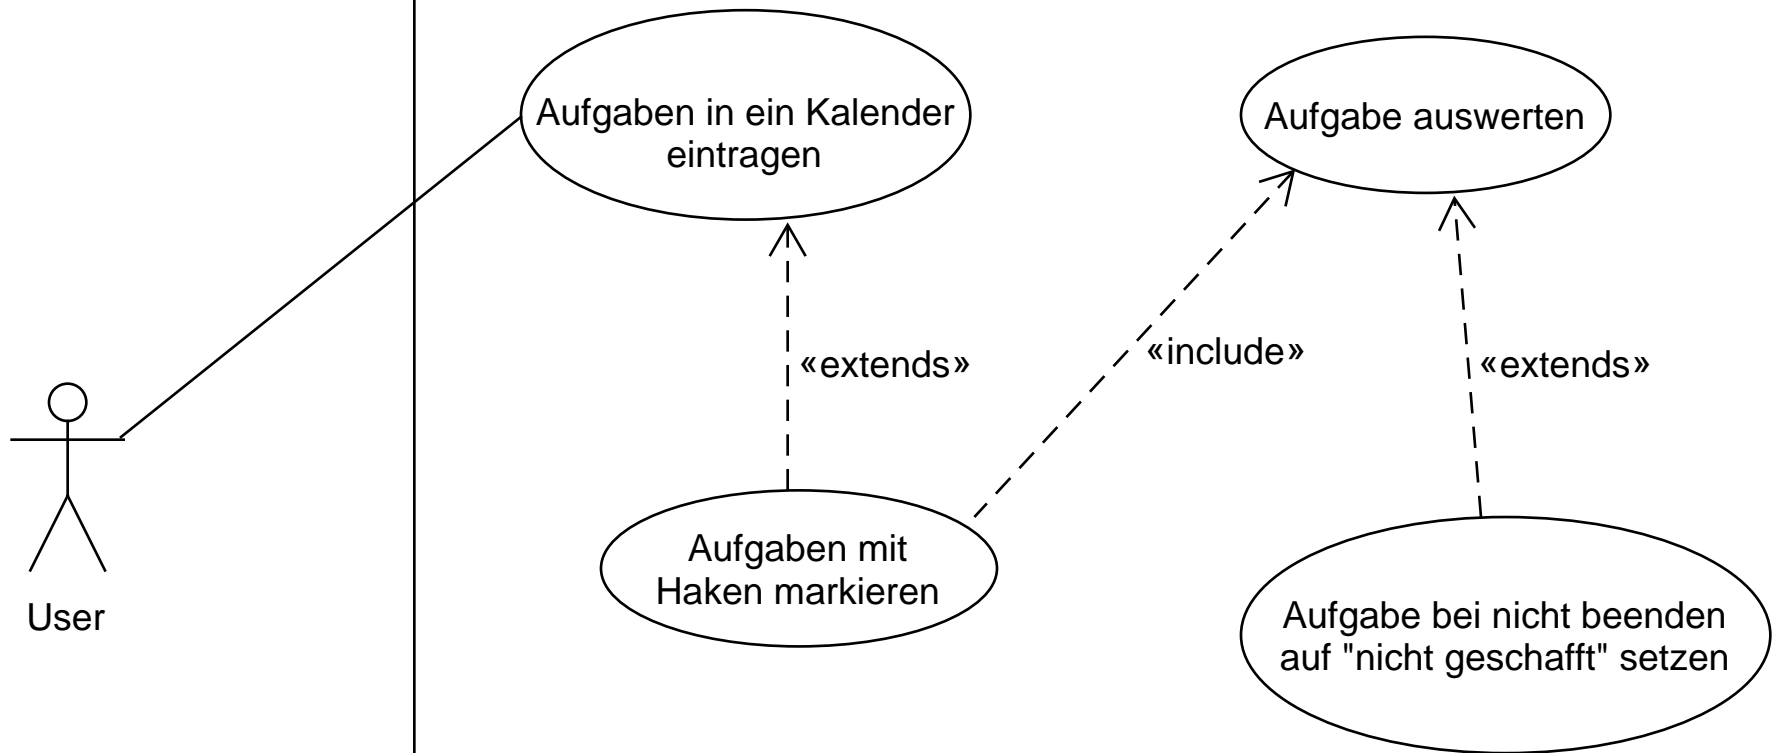 Aufgaben in ein Kalender
eintragen
Aufgabe auswerten
«extends»
«include»
«extends»
Aufgaben mit
Haken markieren
User
Aufgabe bei nicht beenden
auf "nicht geschafft" setzen